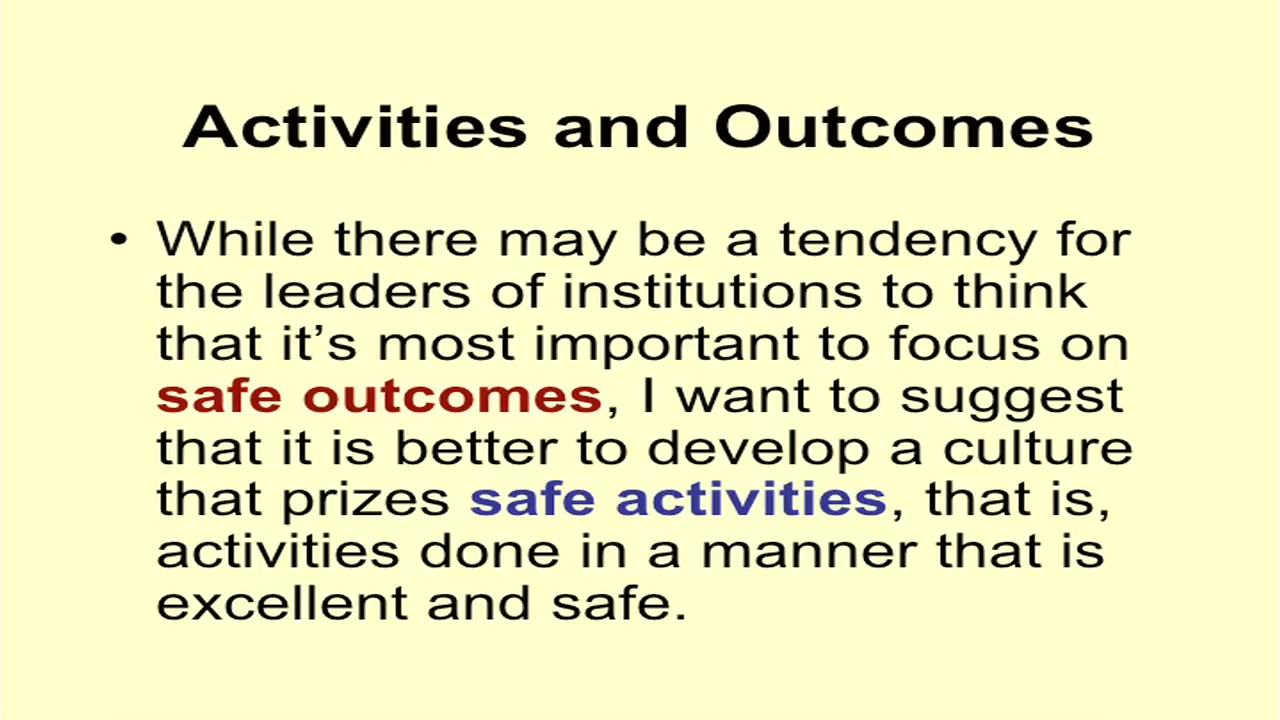 Activities and Outcomes
• While there may be a tendency for
the leaders of institutions to think
that it’s most important to focus on
safe outcomes, I want to suggest
that it is better to develop a culture
that prizes safe activities, that is,
activities done in a manner that is
excellent and safe.